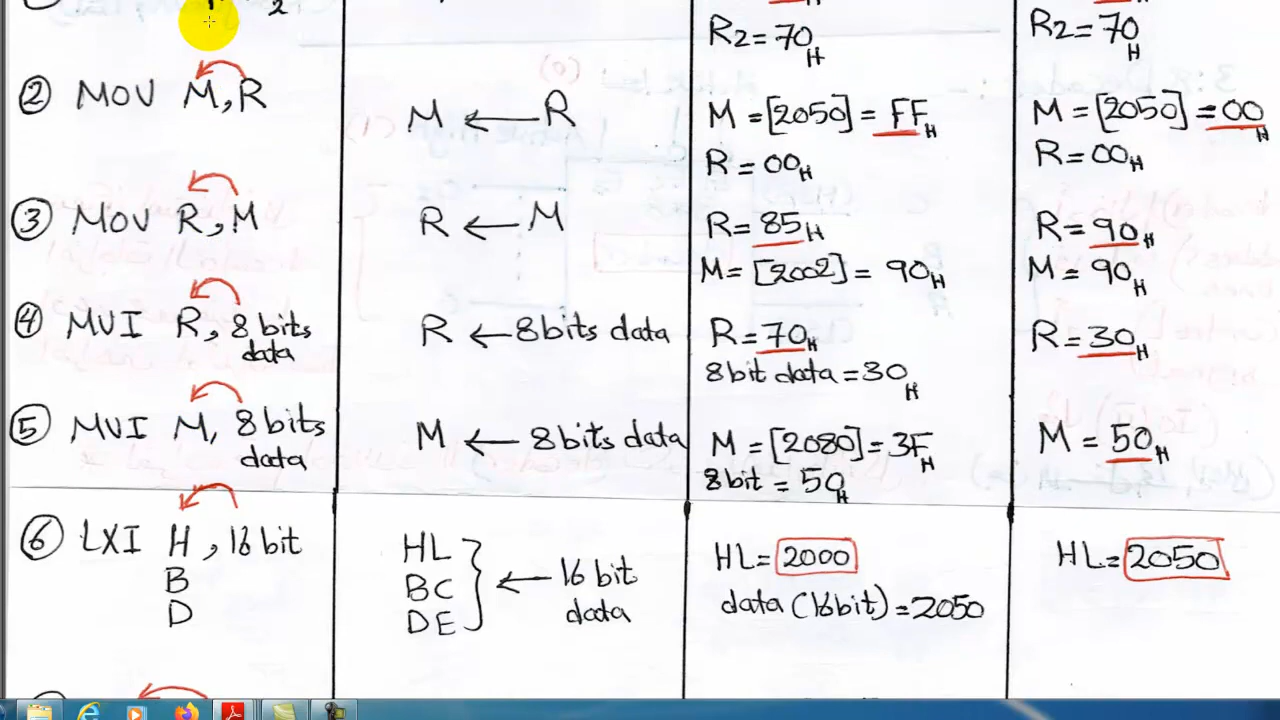 2
R2 = 70H
R2 = 70H
② MOV M, R
M ← R
M = [2050] = FFH
R = 00H
M = [2050] = 00H
R = 00H
③ MOV R, M
R ← M
R = 85H
M = [2002] = 90H
R = 90H
M = 90H
④ MVI R, 8 bits data
R ← 8 bits data
R = 70H
8 bit data = 30H
R = 30H
⑤ MVI M, 8 bits data
M ← 8 bits data
M = [2080] = 3FH
8 bit = 50H
M = 50H
⑥ LXI H, 16 bit
B
D
HL
BC
DE
← 16 bit data
HL = 2000
data (16 bit) = 2050
HL = 2050